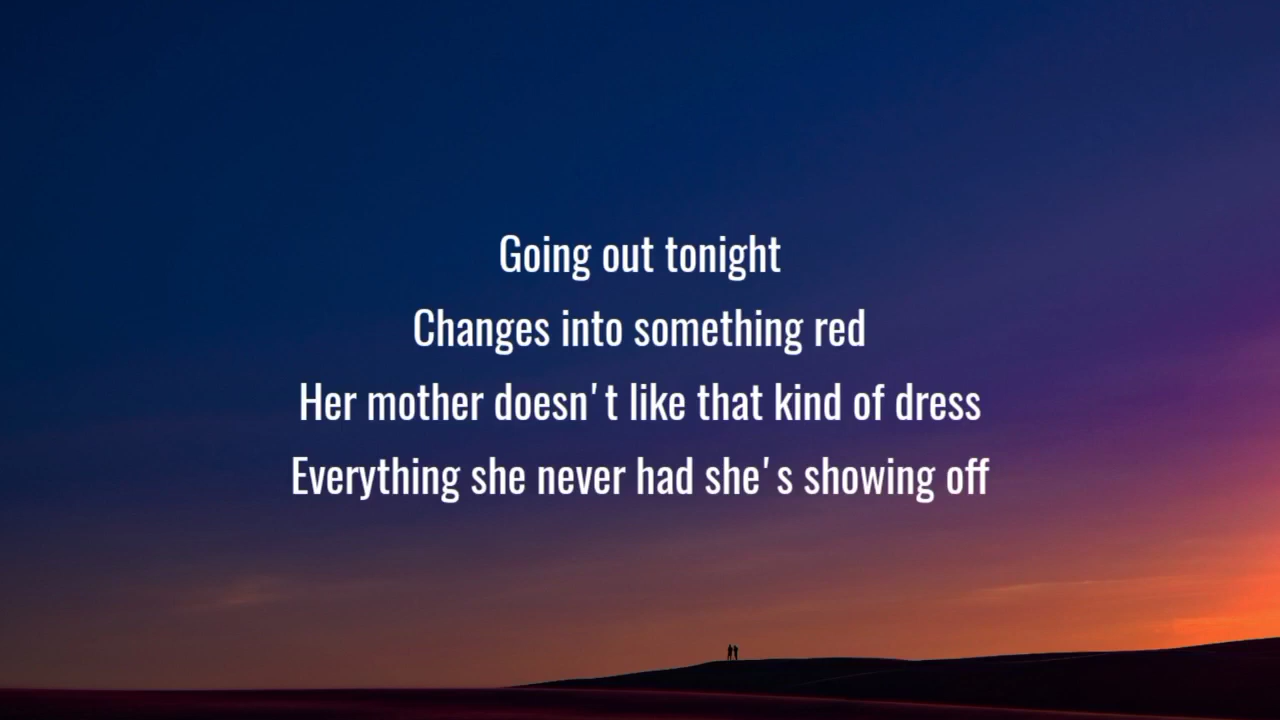 Going out tonight
Changes into something red
Her mother doesn't like that kind of dress
Everything she never had she's showing off